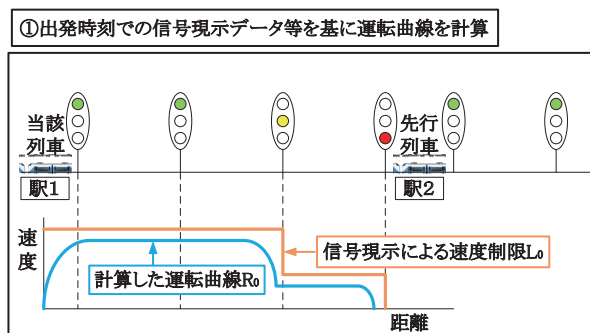 ①出発時刻での信号現示データ等を基に運転曲線を計算
当該
列車
先行
列車
駅1
駅2
速
度
信号現示による速度制限L₀
計算した運転曲線R₀
距離